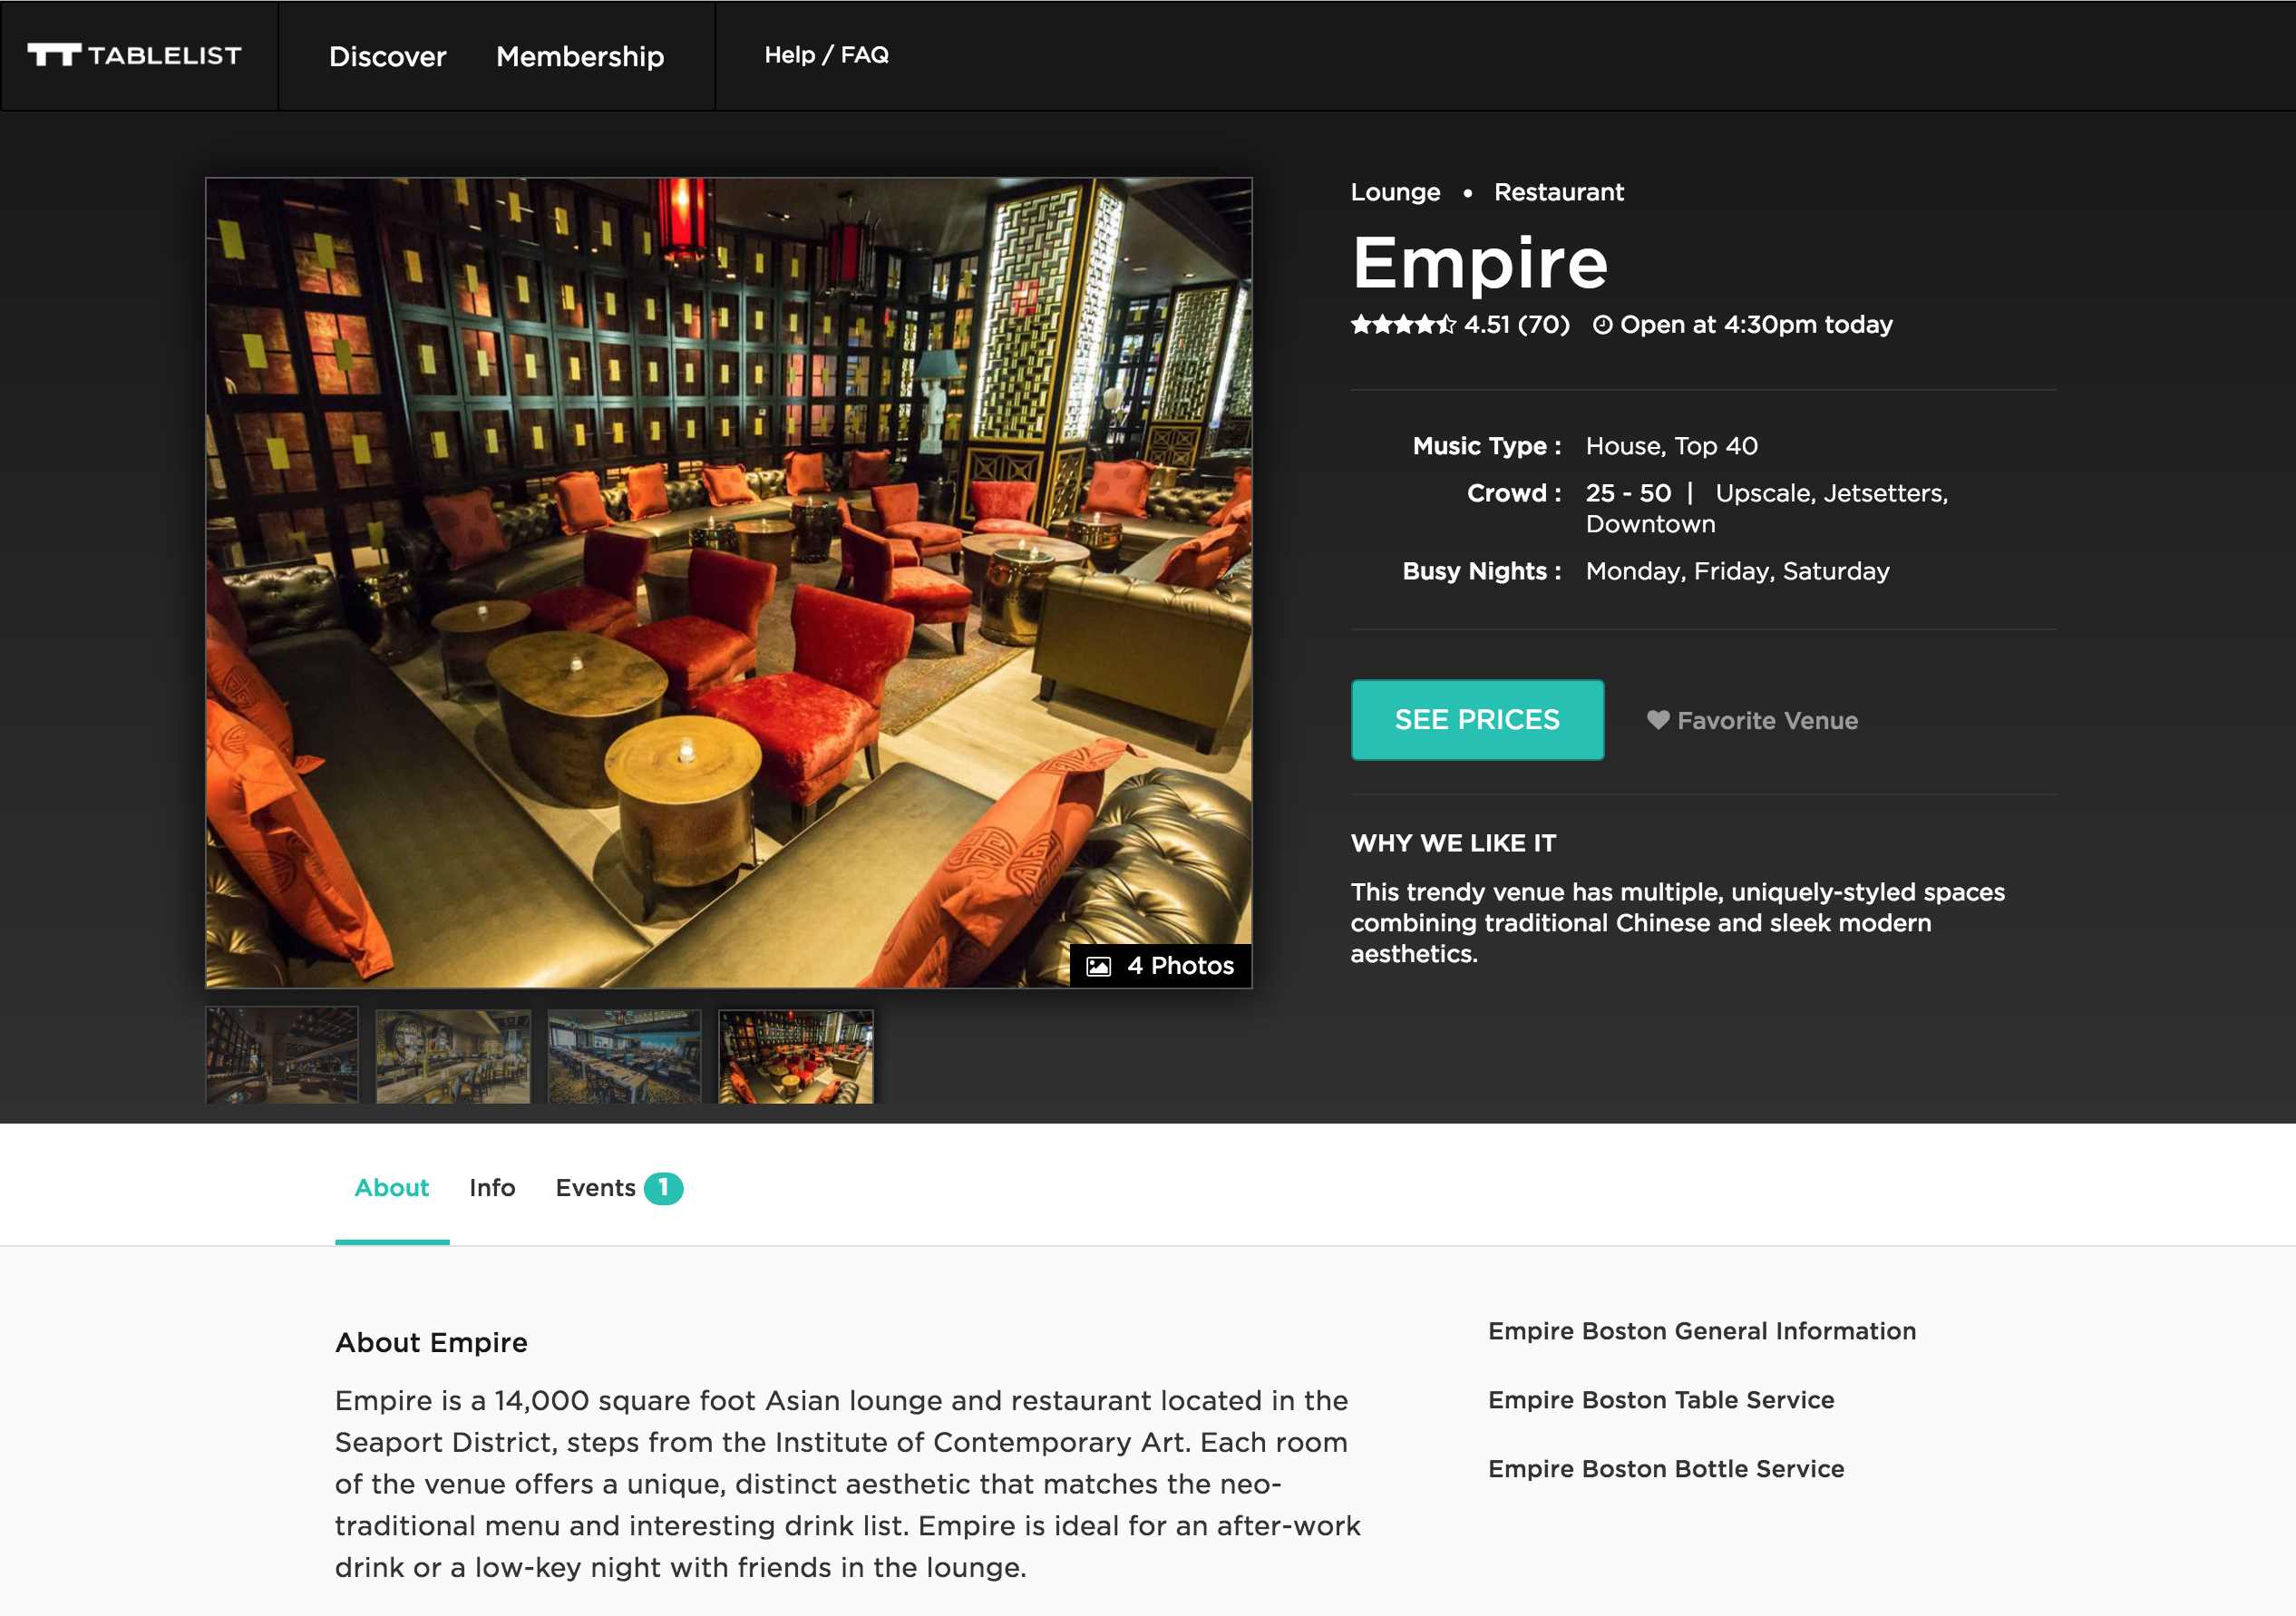 TABLELIST
Discover
Membership
Help / FAQ
Lounge • Restaurant
Empire
4.51 (70) Open at 4:30pm today
Music Type : House, Top 40
Crowd : 25 - 50 | Upscale, Jetsetters,
Downtown
Busy Nights : Monday, Friday, Saturday
SEE PRICES
Favorite Venue
WHY WE LIKE IT
This trendy venue has multiple, uniquely-styled spaces
combining traditional Chinese and sleek modern
aesthetics.
4 Photos
About
Info
Events 1
About Empire
Empire is a 14,000 square foot Asian lounge and restaurant located in the
Seaport District, steps from the Institute of Contemporary Art. Each room
of the venue offers a unique, distinct aesthetic that matches the neo-
traditional menu and interesting drink list. Empire is ideal for an after-work
drink or a low-key night with friends in the lounge.
Empire Boston General Information
Empire Boston Table Service
Empire Boston Bottle Service